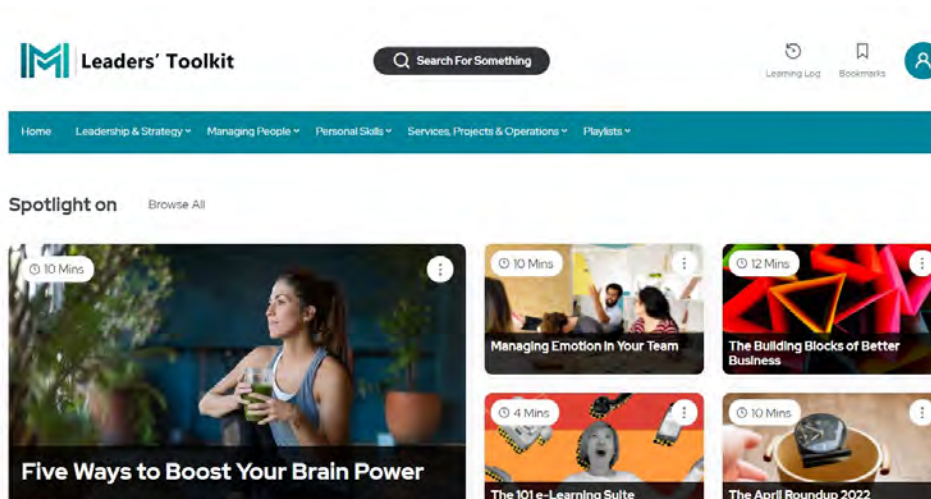 Leaders' Toolkit
Search For Something
Learning Log
Bookmarks
Home Leadership & Strategy Managing People Personal Skills Services, Projects & Operations Playlists
Spotlight on Browse All
10 Mins
Five Ways to Boost Your Brain Power
10 Mins
Managing Emotion in Your Team
12 Mins
The Building Blocks of Better
Business
4 Mins
The 101 e-Learning Suite
10 Mins
The April Roundup 2022